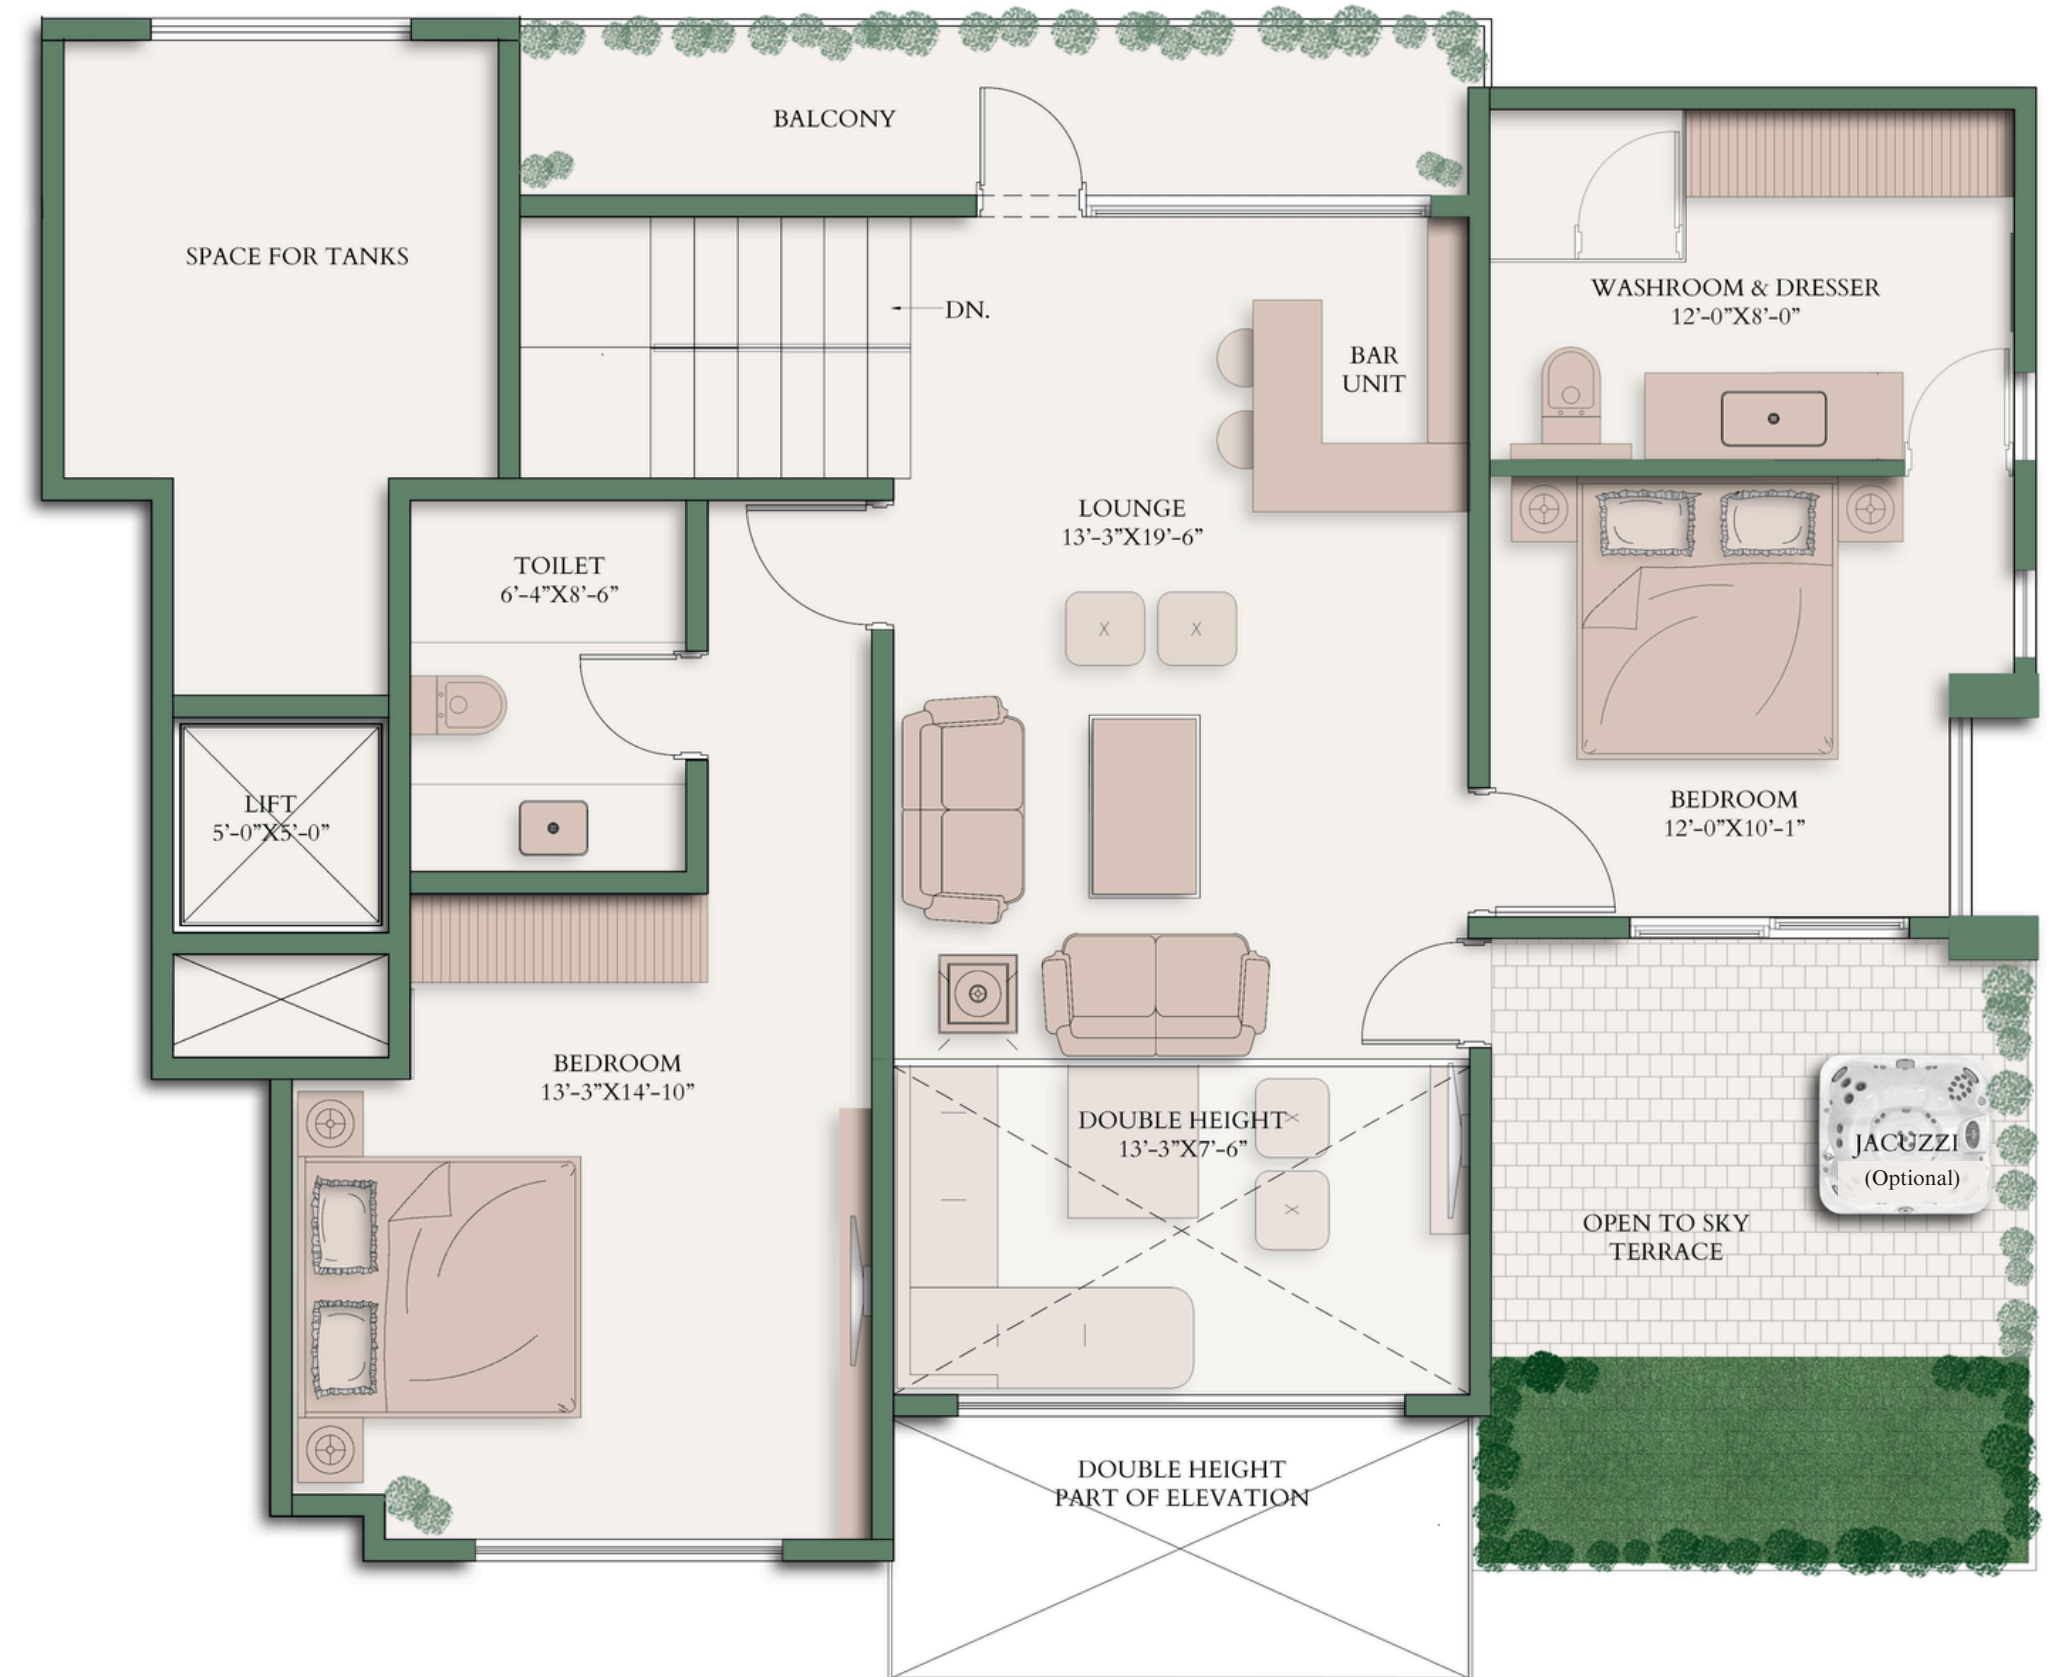 BALCONY
SPACE FOR TANKS
DN.
WASHROOM & DRESSER
12’-0”X8’-0”
BAR
UNIT
LOUNGE
13’-3”X19’-6”
TOILET
6’-4”X8’-6”
LIFT
5’-0”X5’-0”
BEDROOM
12’-0”X10’-1”
BEDROOM
13’-3”X14’-10”
DOUBLE HEIGHT
13’-3”X7’-6”
JACUZZI
(Optional)
OPEN TO SKY
TERRACE
DOUBLE HEIGHT
PART OF ELEVATION